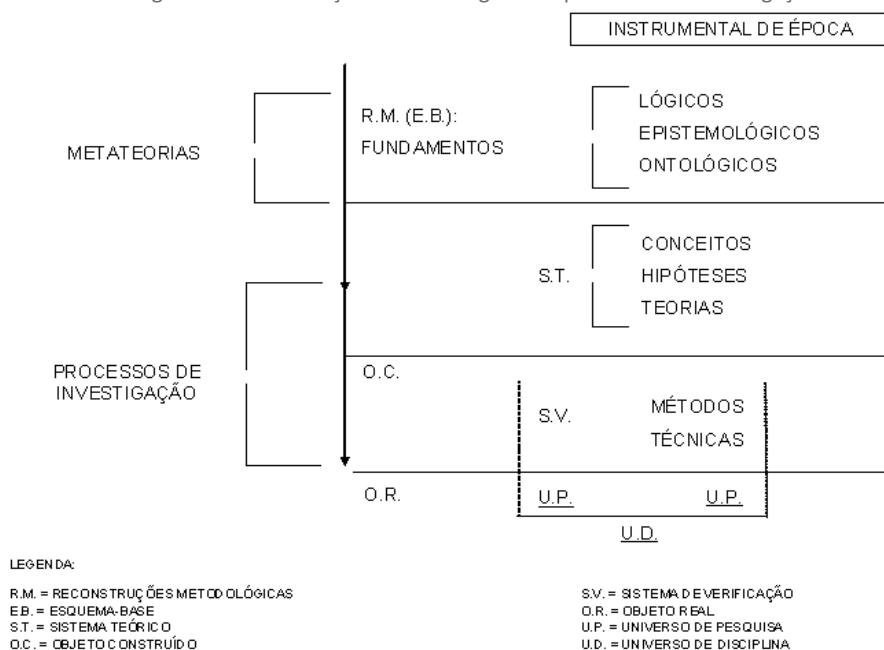 INSTRUMENTAL DE ÉPOCA
METATEORIAS
R.M. (E.B.):
FUNDAMENTOS
LÓGICOS
EPISTEMOLÓGICOS
ONTOLÓGICOS
S.T.
CONCEITOS
HIPÓTESES
TEORIAS
PROCESSOS DE
INVESTIGAÇÃO
O.C.
S.V.
MÉTODOS
TÉCNICAS
O.R.
U.P. U.P.
U.D.
LEGENDA:
R.M. = RECONSTRUÇÕES METODOLÓGICAS
E.B. = ESQUEMA-BASE
S.T. = SISTEMA TEÓRICO
O.C. = OBJETO CONSTRUÍDO
S.V. = SISTEMA DE VERIFICAÇÃO
O.R. = OBJETO REAL
U.P. = UNIVERSO DE PESQUISA
U.D. = UNIVERSO DE DISCIPLINA